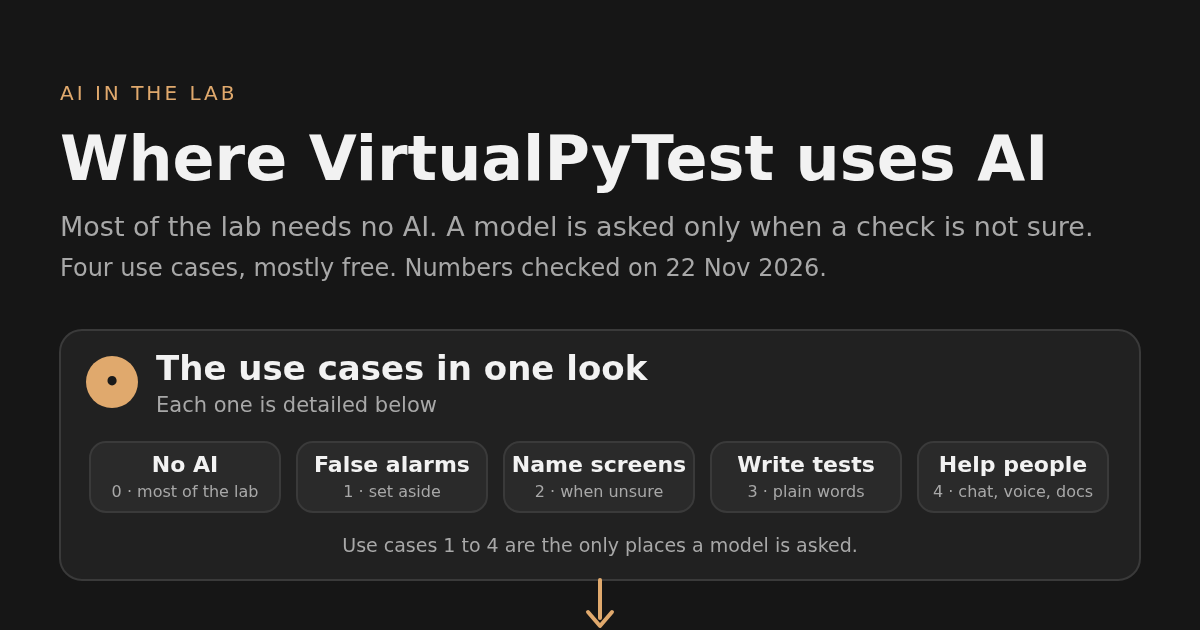 AI IN THE LAB
Where VirtualPyTest uses AI
Most of the lab needs no AI. A model is asked only when a check is not sure.
Four use cases, mostly free. Numbers checked on 22 Nov 2026.
The use cases in one look
Each one is detailed below
No AI
0 · most of the lab
False alarms
1 · set aside
Name screens
2 · when unsure
Write tests
3 · plain words
Help people
4 · chat, voice, docs
Use cases 1 to 4 are the only places a model is asked.